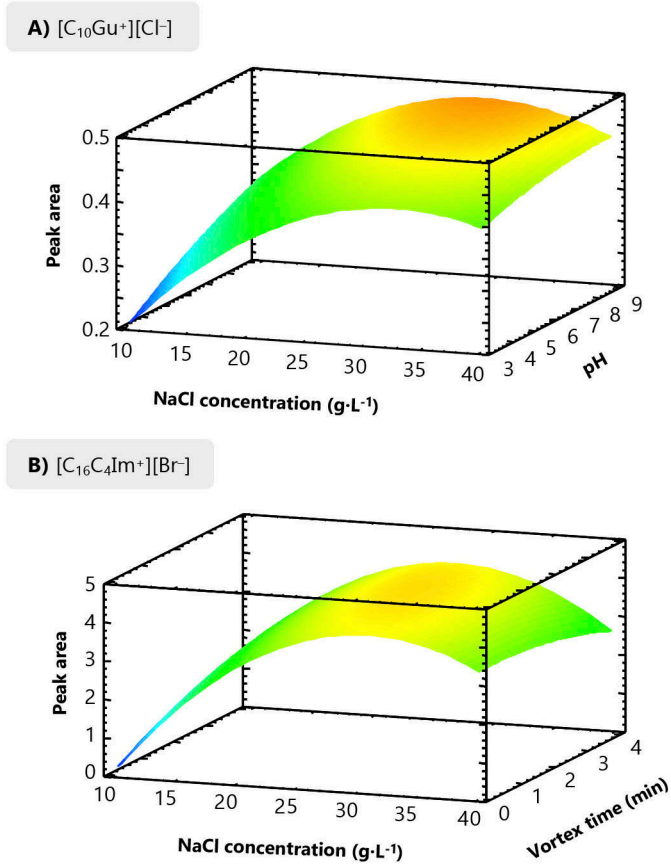 A) [C₁₀Gu⁺][Cl⁻]
0.5
0.4
0.3
0.2
Peak area
10 15 20 25 30 35 40
NaCl concentration (g·L⁻¹)
3 4 5 6 7 8 9
pH
B) [C₁₆C₄Im⁺][Br⁻]
5
4
3
2
1
0
Peak area
10 15 20 25 30 35 40
NaCl concentration (g·L⁻¹)
0 1 2 3 4
Vortex time (min)